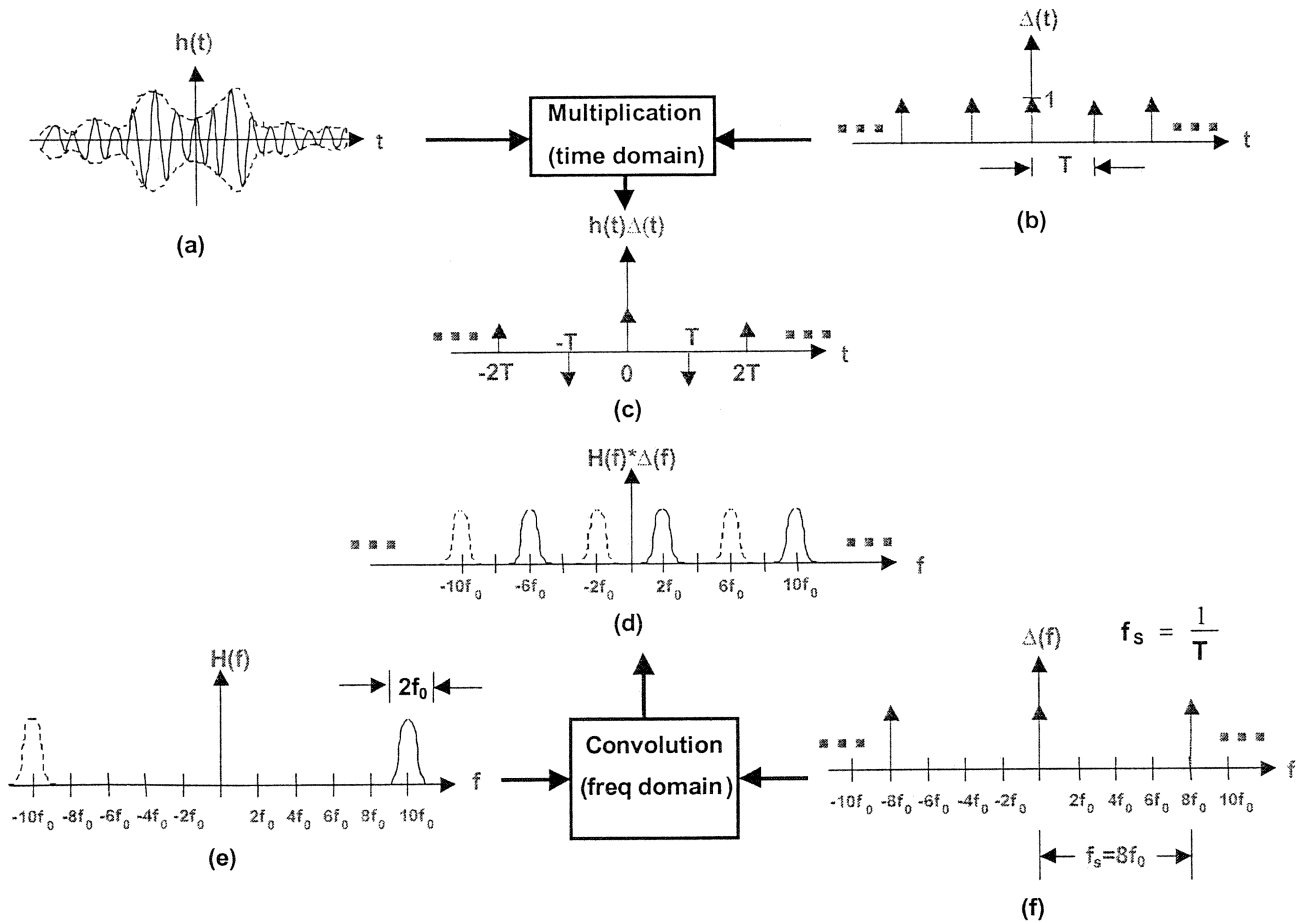 h(t)
t
(a)
Multiplication
(time domain)
Δ(t)
1
t
T
(b)
h(t)Δ(t)
-T
T
t
-2T
0
2T
(c)
H(f)*Δ(f)
f
-10f₀
-6f₀
-2f₀
2f₀
6f₀
10f₀
(d)
H(f)
2f₀
f
-10f₀ -8f₀ -6f₀ -4f₀ -2f₀ 2f₀ 4f₀ 6f₀ 8f₀ 10f₀
(e)
Convolution
(freq domain)
Δ(f)
fₛ = 1/T
f
-10f₀ -8f₀ -6f₀ -4f₀ -2f₀ 2f₀ 4f₀ 6f₀ 8f₀ 10f₀
fₛ=8f₀
(f)